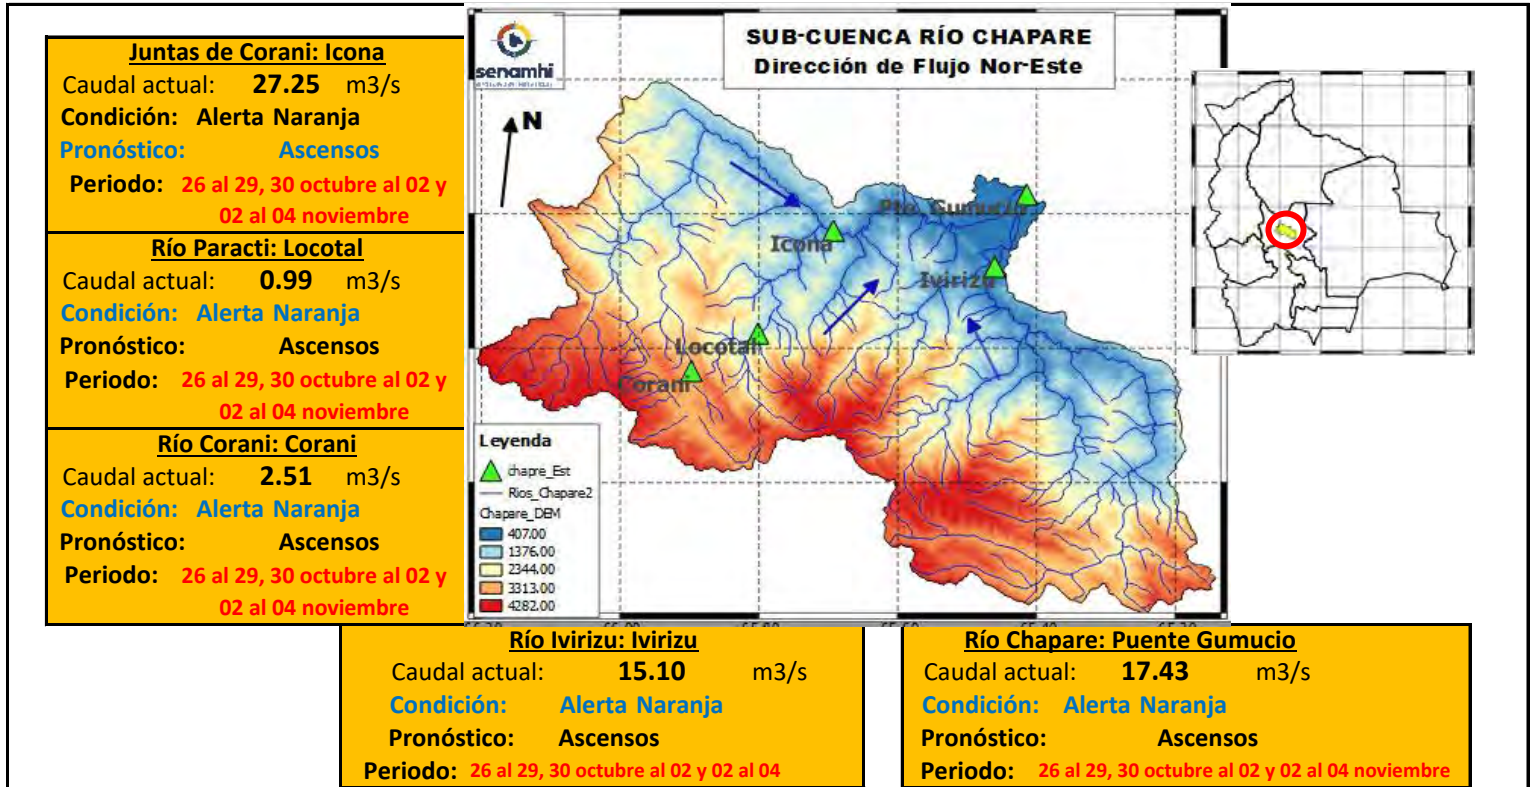 Juntas de Corani: Icona
Caudal actual: 27.25 m3/s
Condición: Alerta Naranja
Pronóstico: Ascensos
Periodo: 26 al 29, 30 octubre al 02 y
02 al 04 noviembre
Río Paracti: Locotal
Caudal actual: 0.99 m3/s
Condición: Alerta Naranja
Pronóstico: Ascensos
Periodo: 26 al 29, 30 octubre al 02 y
02 al 04 noviembre
Río Corani: Corani
Caudal actual: 2.51 m3/s
Condición: Alerta Naranja
Pronóstico: Ascensos
Periodo: 26 al 29, 30 octubre al 02 y
02 al 04 noviembre
senamhi
SUB-CUENCA RÍO CHAPARE
Dirección de Flujo Nor-Este
N
Pto. Gumucio
Icona
Ivirizu
Locotal
Corani
Leyenda
chapre_Est
Rios_Chapare2
Chapare_DEM
407.00
1376.00
2344.00
3313.00
4282.00
Río Ivirizu: Ivirizu
Caudal actual: 15.10 m3/s
Condición: Alerta Naranja
Pronóstico: Ascensos
Periodo: 26 al 29, 30 octubre al 02 y 02 al 04
Río Chapare: Puente Gumucio
Caudal actual: 17.43 m3/s
Condición: Alerta Naranja
Pronóstico: Ascensos
Periodo: 26 al 29, 30 octubre al 02 y 02 al 04 noviembre